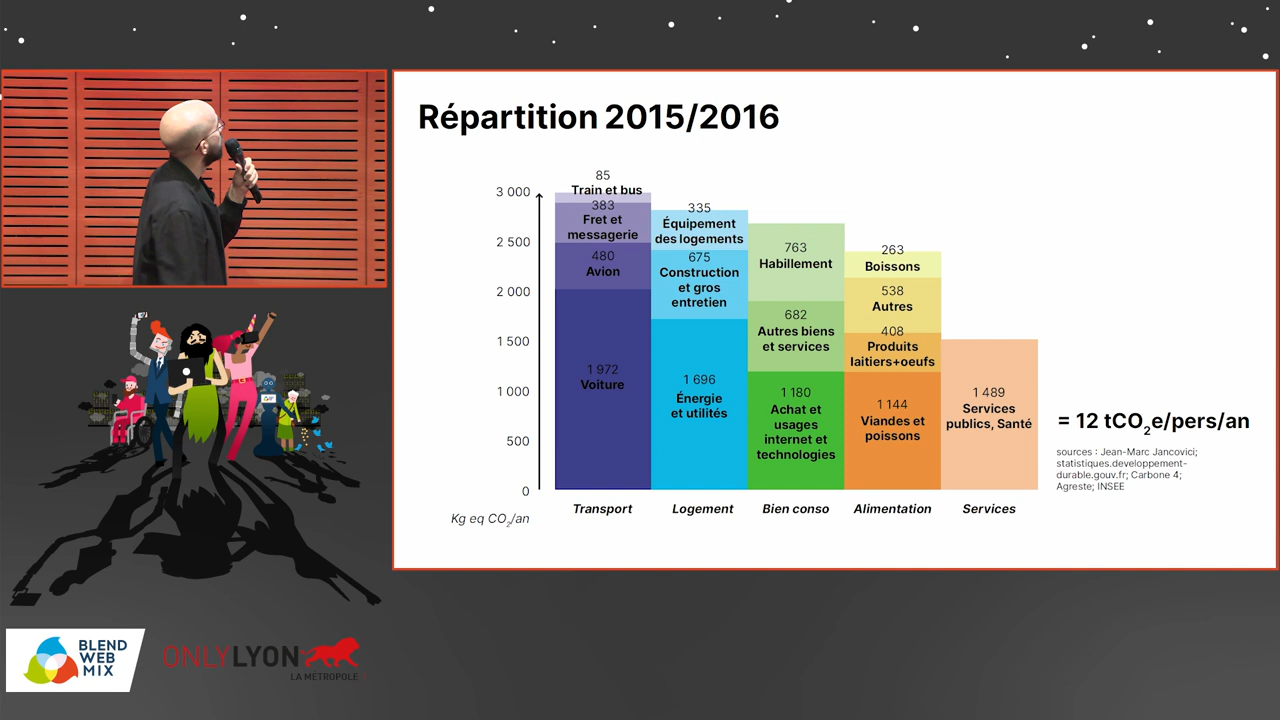 Répartition 2015/2016
3 000
2 500
2 000
1 500
1 000
500
0
Kg eq CO2/an
85
Train et bus
383
Fret et
messagerie
480
Avion
1 972
Voiture
Transport
335
Équipement
des logements
675
Construction
et gros
entretien
1 696
Énergie
et utilités
Logement
763
Habillement
682
Autres biens
et services
1 180
Achat et
usages
internet et
technologies
Bien conso
263
Boissons
538
Autres
408
Produits
laitiers+oeufs
1 144
Viandes et
poissons
Alimentation
1 489
Services
publics, Santé
Services
= 12 tCO2e/pers/an
sources : Jean-Marc Jancovici;
statistiques.developpement-
durable.gouv.fr; Carbone 4;
Agreste; INSEE
BLEND
WEB
MIX
ONLYLYON
LA METROPOLE